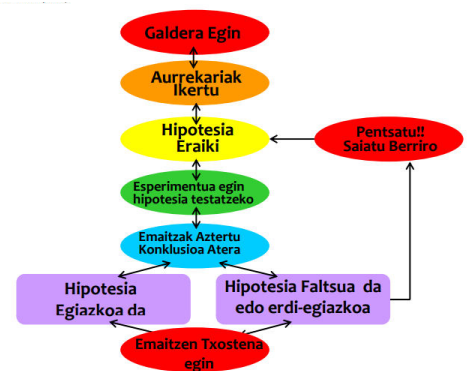 Galdera Egin
Aurrekariak
Ikertu
Hipotesia
Eraiki
Pentsatu!!
Saiatu Berriro
Esperimentua egin
hipotesia testatzeko
Emaitzak Aztertu
Konklusioa Atera
Hipotesia
Egiazkoa da
Hipotesia Faltsua da
edo erdi-egiazkoa
Emaitzen Txostena
egin